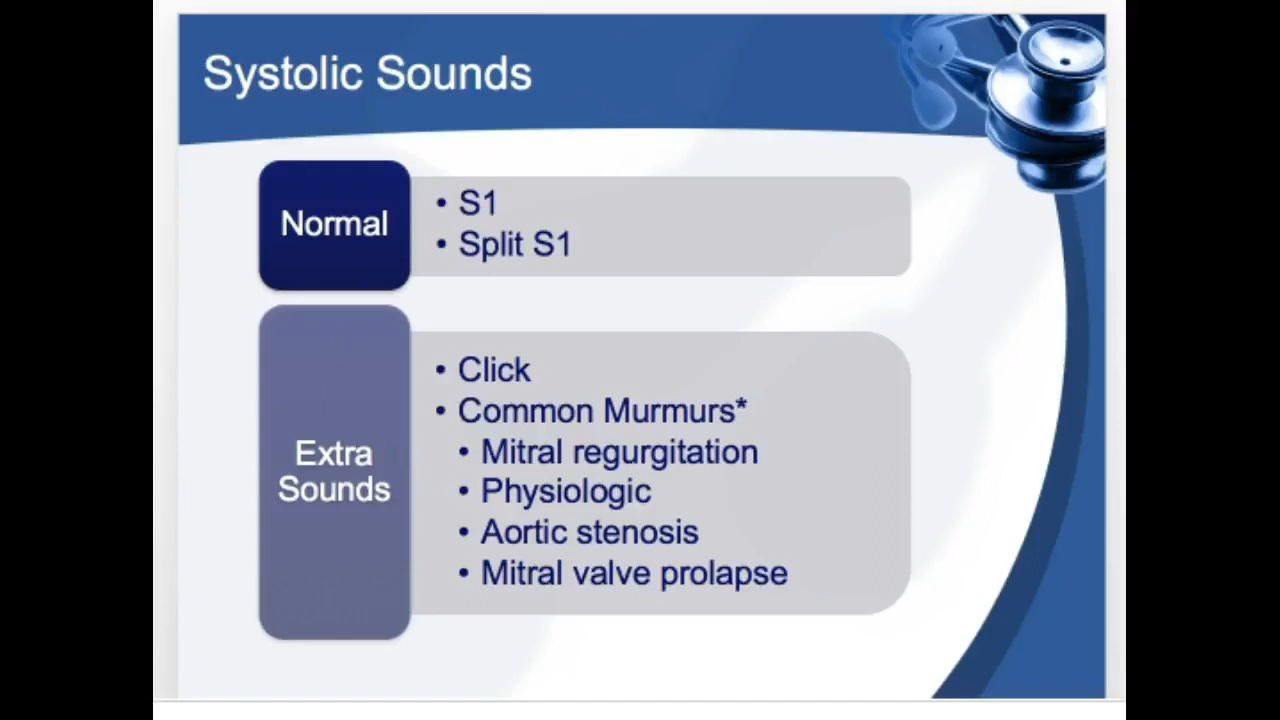 Systolic Sounds
Normal
• S1
• Split S1
Extra
Sounds
• Click
• Common Murmurs*
• Mitral regurgitation
• Physiologic
• Aortic stenosis
• Mitral valve prolapse